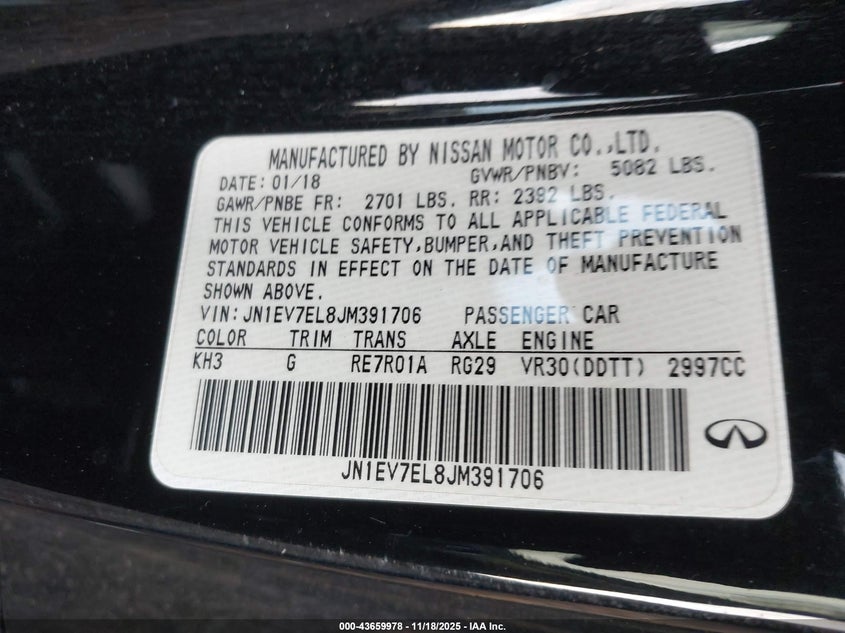 MANUFACTURED BY NISSAN MOTOR CO.,LTD.
DATE: 01/18 GVWR/PNBV: 5082 LBS.
GAWR/PNBE FR: 2701 LBS. RR: 2392 LBS.
THIS VEHICLE CONFORMS TO ALL APPLICABLE FEDERAL
MOTOR VEHICLE SAFETY,BUMPER,AND THEFT PREVENTION
STANDARDS IN EFFECT ON THE DATE OF MANUFACTURE
SHOWN ABOVE.
VIN:JN1EV7EL8JM391706 PASSENGER CAR
COLOR TRIM TRANS AXLE ENGINE
KH3 G RE7R01A RG29 VR30(DDTT) 2997CC
JN1EV7EL8JM391706
000-43659978 - 11/18/2025 - IAA Inc.